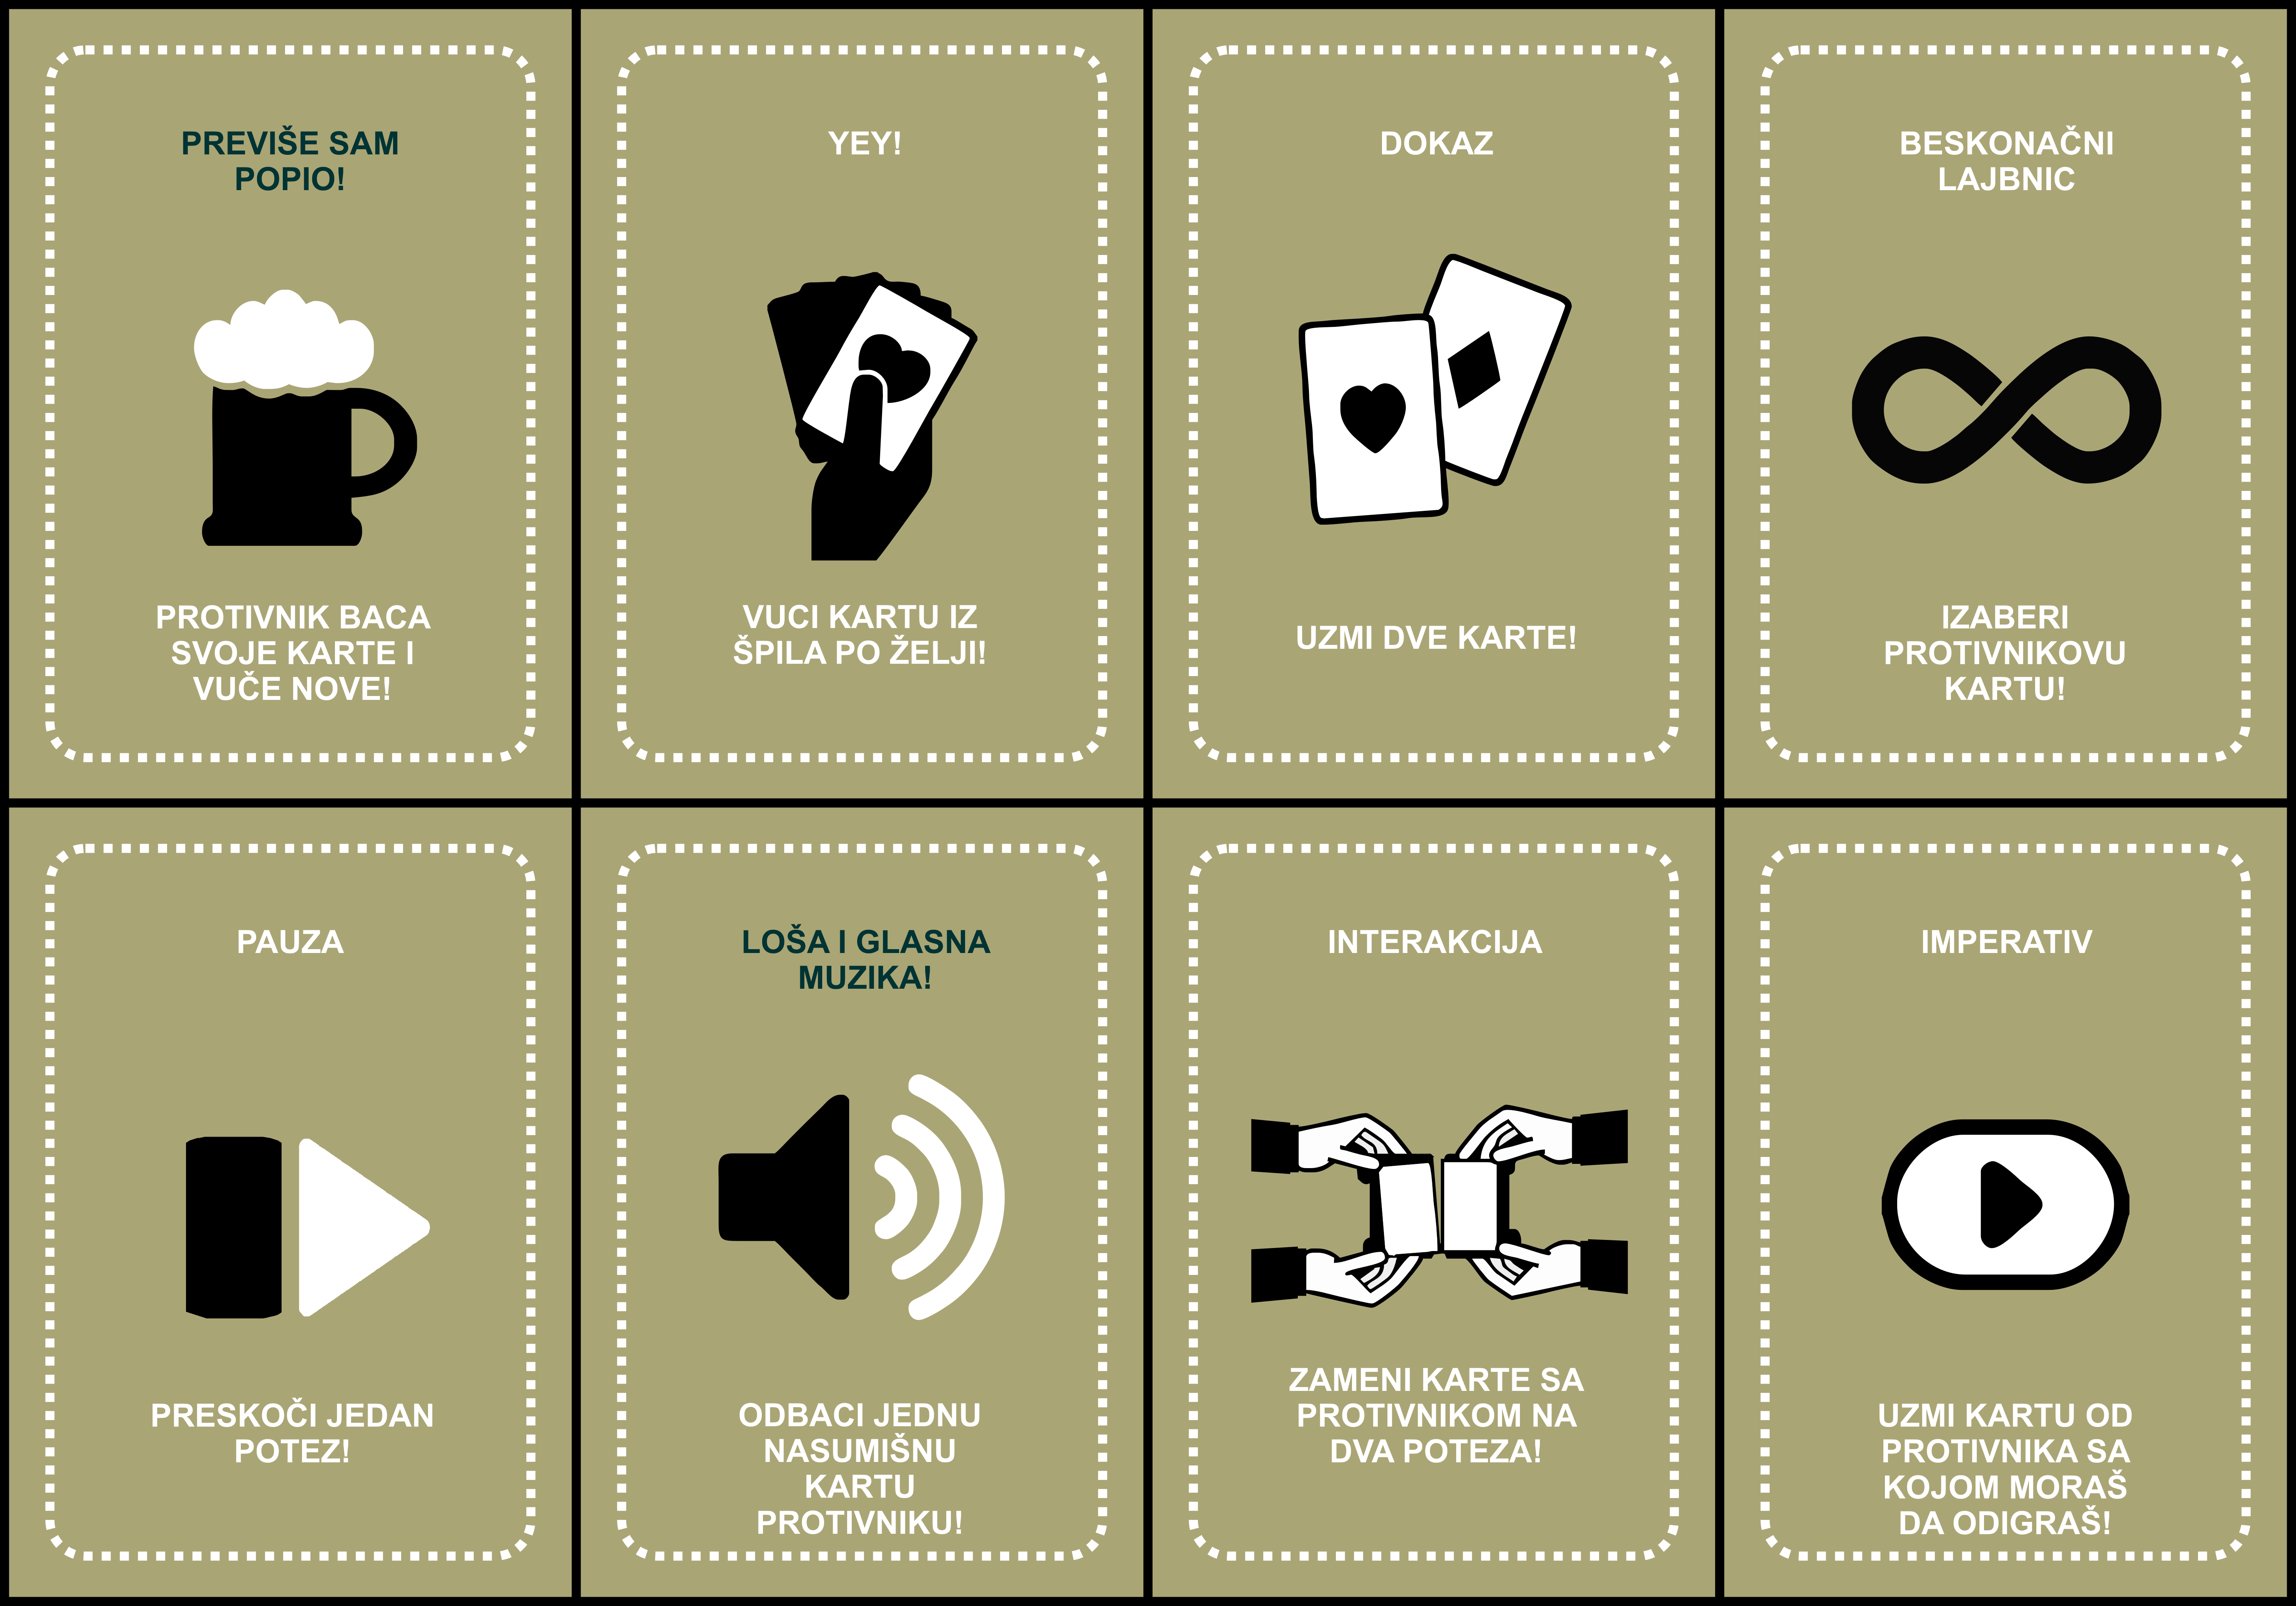 PREVIŠE SAM
POPIO!
PROTIVNIK BACA
SVOJE KARTE I
VUČE NOVE!
YEY!
VUCI KARTU IZ
ŠPILA PO ŽELJI!
DOKAZ
UZMI DVE KARTE!
BESKONAČNI
LAJBNIC
IZABERI
PROTIVNIKOVU
KARTU!
PAUZA
PRESKOČI JEDAN
POTEZ!
LOŠA I GLASNA
MUZIKA!
ODBACI JEDNU
NASUMIŠNU
KARTU
PROTIVNIKU!
INTERAKCIJA
ZAMENI KARTE SA
PROTIVNIKOM NA
DVA POTEZA!
IMPERATIV
UZMI KARTU OD
PROTIVNIKA SA
KOJOM MORAŠ
DA ODIGRAŠ!